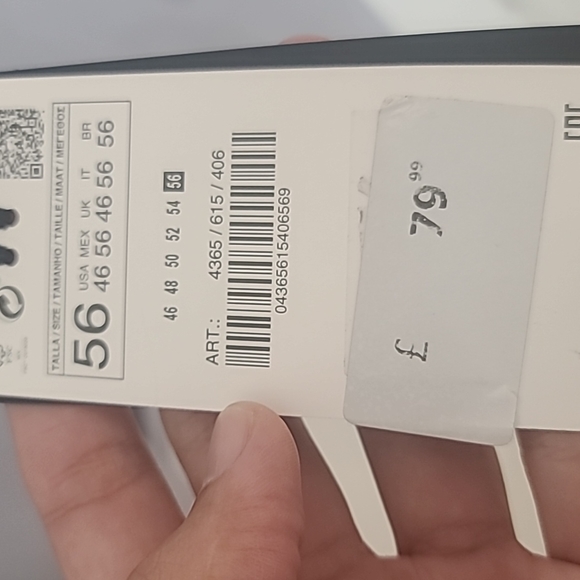 TALLA / SIZE / TAMANHO / TAILLE / MAAT / ΜΕΓΕΘΟΣ
56
USA MEX UK IT BR
46 56 46 56 56
46 48 50 52 54 56
ART.: 4365 / 615 / 406
04365615406569
£ 79.99